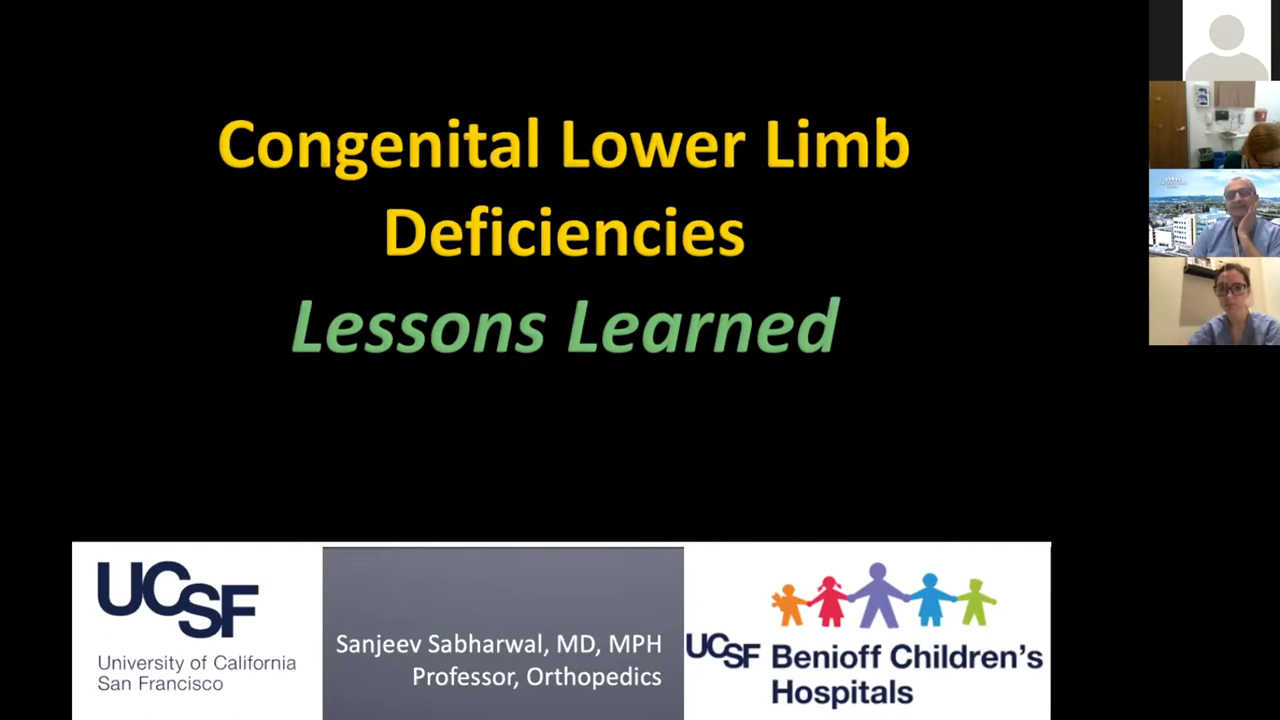 Congenital Lower Limb
Deficiencies
Lessons Learned
UCSF
University of California
San Francisco
Sanjeev Sabharwal, MD, MPH
Professor, Orthopedics
UCSF Benioff Children's
Hospitals